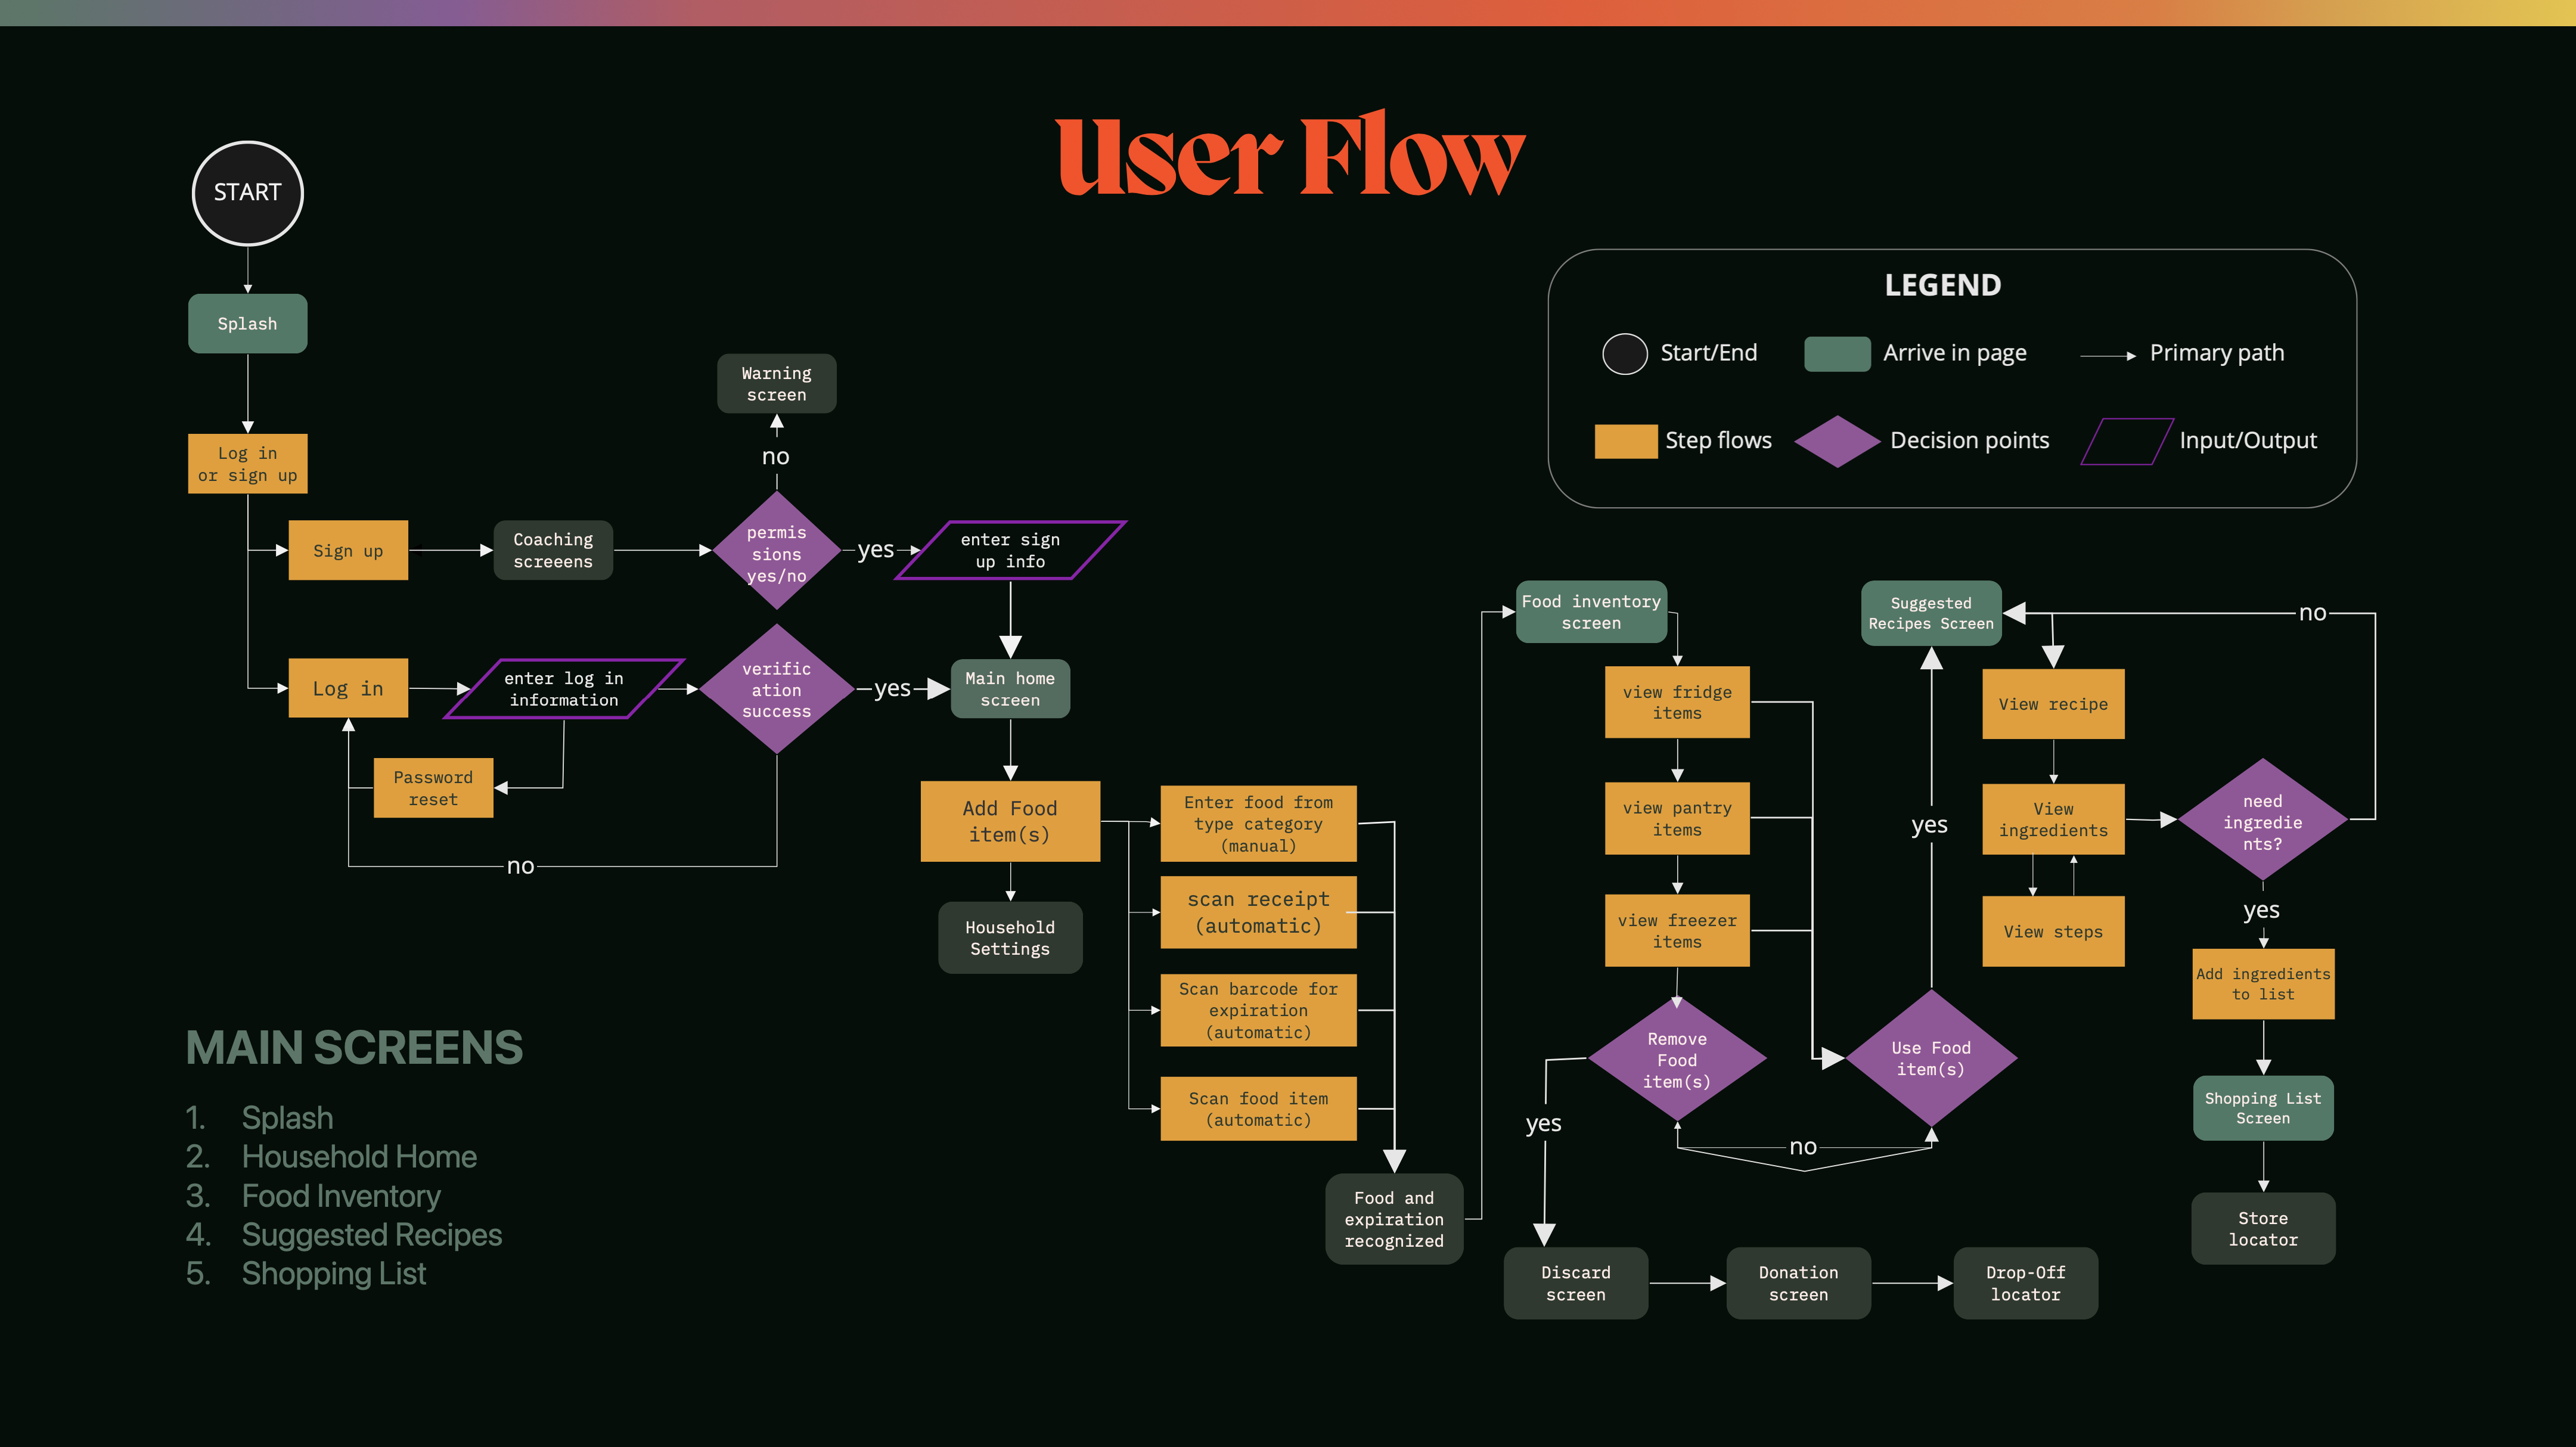 User Flow
START
Splash
Log in
or sign up
Sign up
Coaching
screeens
permis
sions
yes/no
no
Warning
screen
yes
enter sign
up info
Log in
enter log in
information
verific
ation
success
yes
Main home
screen
Password
reset
no
Add Food
item(s)
Household
Settings
Enter food from
type category
(manual)
scan receipt
(automatic)
Scan barcode for
expiration
(automatic)
Scan food item
(automatic)
Food and
expiration
recognized
LEGEND
Start/End
Arrive in page
Primary path
Step flows
Decision points
Input/Output
Food inventory
screen
view fridge
items
view pantry
items
view freezer
items
Remove
Food
item(s)
yes
no
Use Food
item(s)
yes
Discard
screen
Donation
screen
Drop-Off
locator
Suggested
Recipes Screen
no
View recipe
View
ingredients
View steps
need
ingredie
nts?
yes
Add ingredients
to list
Shopping List
Screen
Store
locator
MAIN SCREENS
1. Splash
2. Household Home
3. Food Inventory
4. Suggested Recipes
5. Shopping List